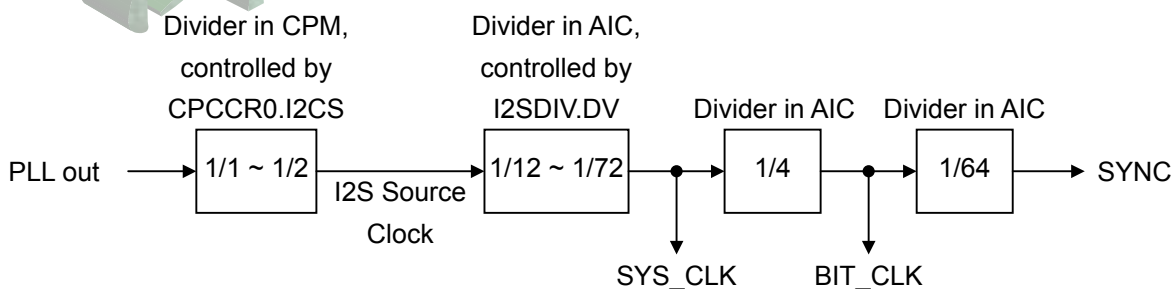 Divider in CPM,
controlled by
CPCCR0.I2CS
Divider in AIC,
controlled by
I2SDIV.DV
Divider in AIC
Divider in AIC
PLL out
1/1 ~ 1/2
I2S Source
Clock
1/12 ~ 1/72
1/4
1/64
SYNC
SYS_CLK
BIT_CLK